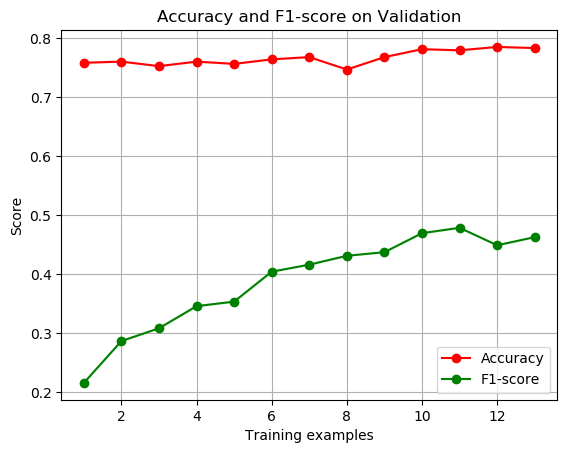 Accuracy and F1-score on Validation
0.8
0.7
0.6
0.5
0.4
0.3
0.2
Score
Accuracy
F1-score
2 4 6 8 10 12
Training examples